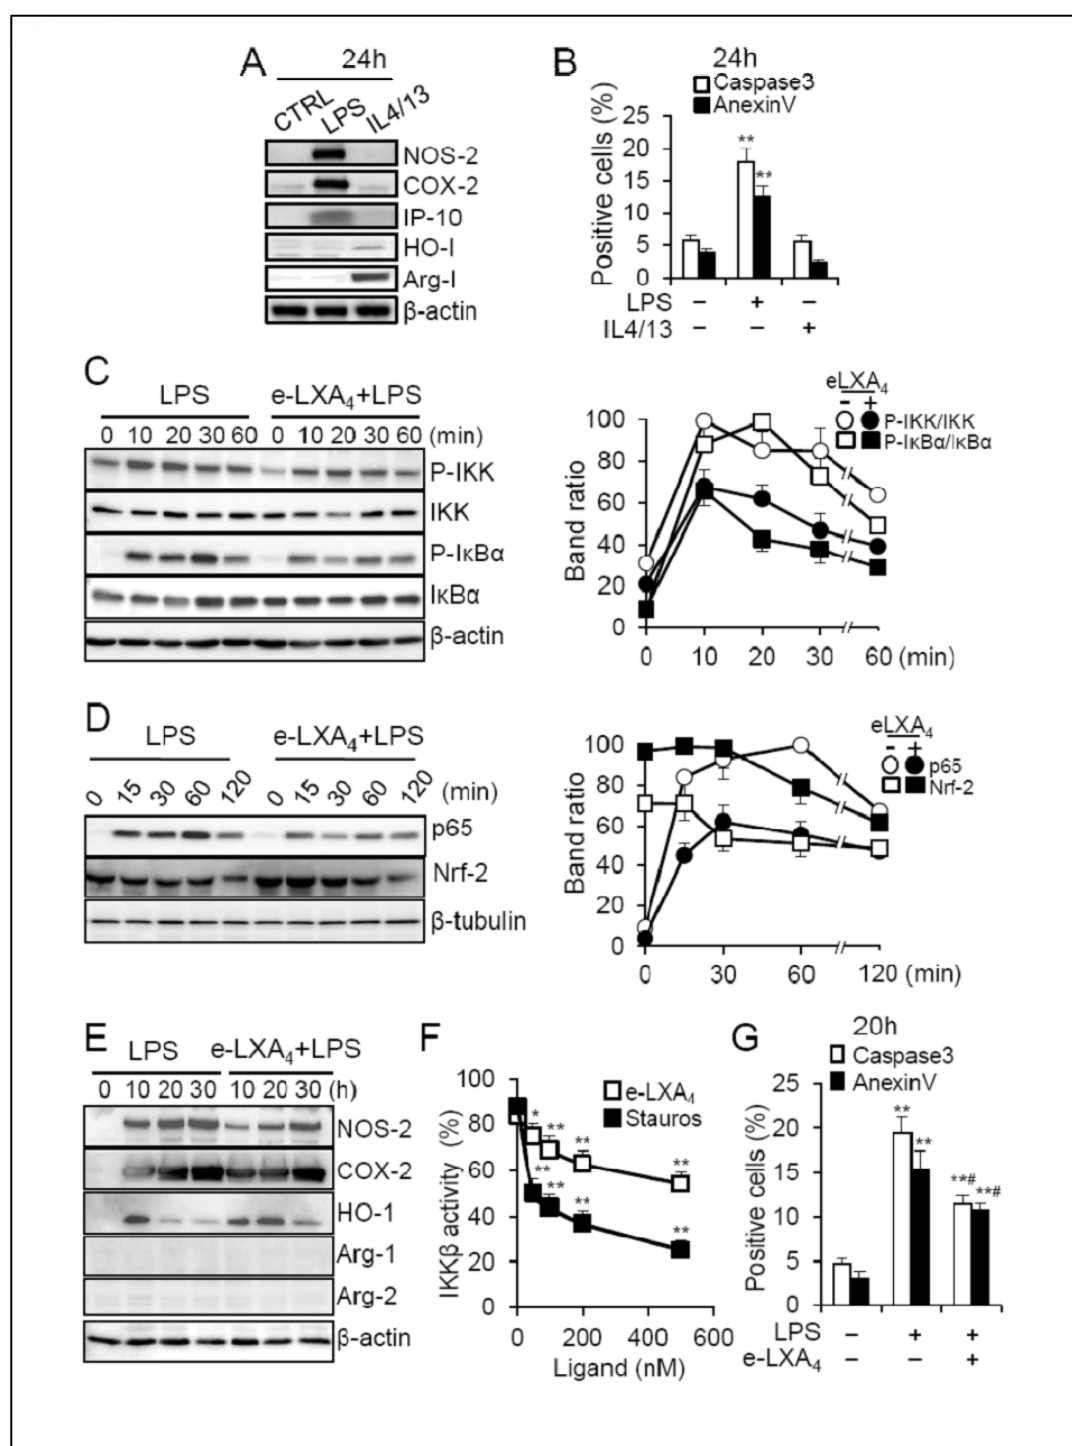 A
24h
CTRL
LPS
IL4/13
NOS-2
COX-2
IP-10
HO-I
Arg-I
β-actin
B
24h
Caspase3
AnexinV
Positive cells (%)
25
20
15
10
5
0
**
**
LPS
– + –
IL4/13
– – +
C
LPS
e-LXA₄+LPS
0 10 20 30 60 0 10 20 30 60 (min)
P-IKK
IKK
P-IκBα
IκBα
β-actin
eLXA₄
- +
P-IKK/IKK
P-IκBα/IκBα
Band ratio
100
80
60
40
20
0
0 10 20 30 60 (min)
D
LPS
e-LXA₄+LPS
0 15 30 60 120 0 15 30 60 120 (min)
p65
Nrf-2
β-tubulin
eLXA₄
- +
p65
Nrf-2
Band ratio
100
80
60
40
20
0
0 30 60 120 (min)
E
LPS
e-LXA₄+LPS
0 10 20 30 10 20 30 (h)
NOS-2
COX-2
HO-1
Arg-1
Arg-2
β-actin
F
e-LXA₄
Stauros
IKKβ activity (%)
100
80
60
40
20
0
* ** ** **
** ** ** **
0 200 400 600
Ligand (nM)
G
20h
Caspase3
AnexinV
Positive cells (%)
25
20
15
10
5
0
**
**
**#
**#
LPS
– + +
e-LXA₄
– – +